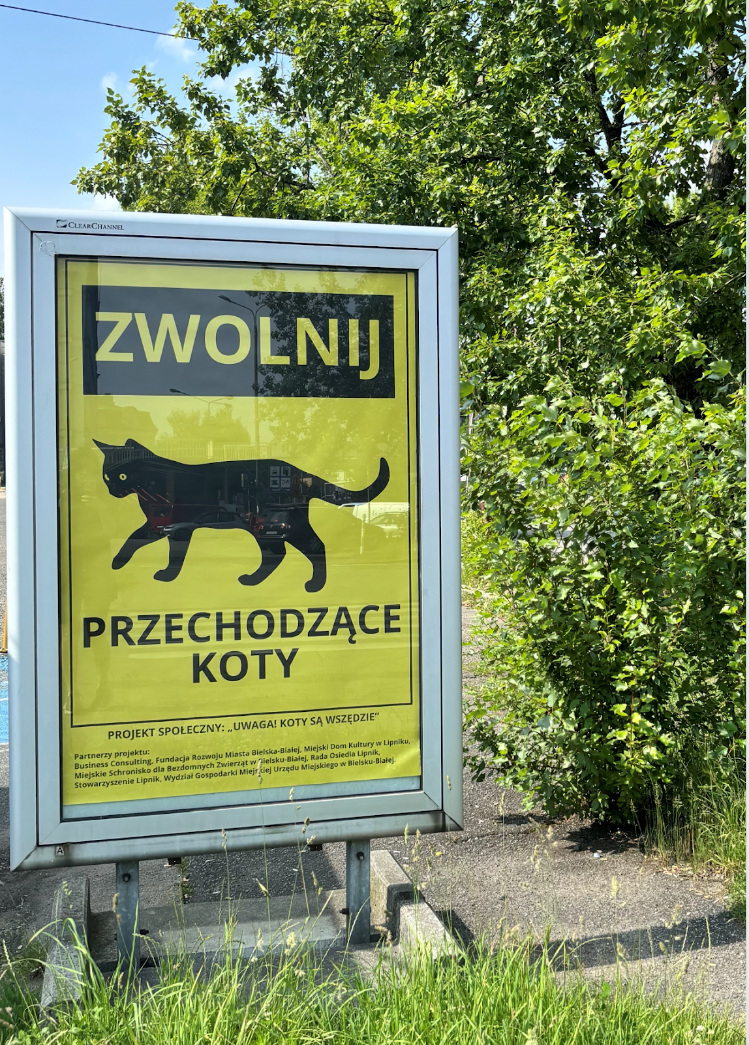 CLEARCHANNEL
ZWOLNIJ
PRZECHODZĄCE
KOTY
PROJEKT SPOŁECZNY: „UWAGA! KOTY SĄ WSZĘDZIE”
Partnerzy projektu:
Business Consulting, Fundacja Rozwoju Miasta Bielska-Białej, Miejski Dom Kultury w Lipniku,
Miejskie Schronisko dla Bezdomnych Zwierząt w Bielsku-Białej, Rada Osiedla Lipnik,
Stowarzyszenie Lipnik, Wydział Gospodarki Miejskiej Urzędu Miejskiego w Bielsku-Białej.
A